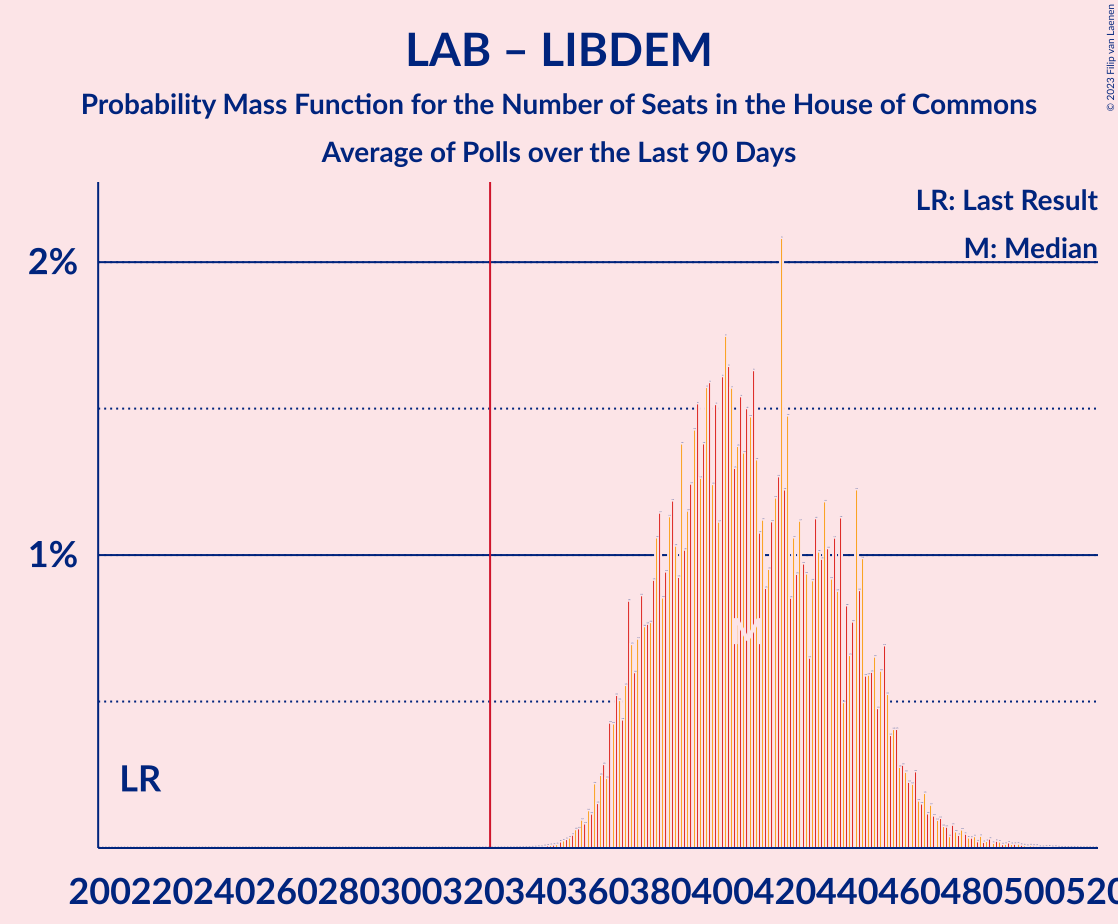 LAB – LIBDEM
Probability Mass Function for the Number of Seats in the House of Commons
Average of Polls over the Last 90 Days
© 2023 Filip van Laenen
LR: Last Result
M: Median
2%
1%
M
LR
200220240260280300320340360380400420440460480500520